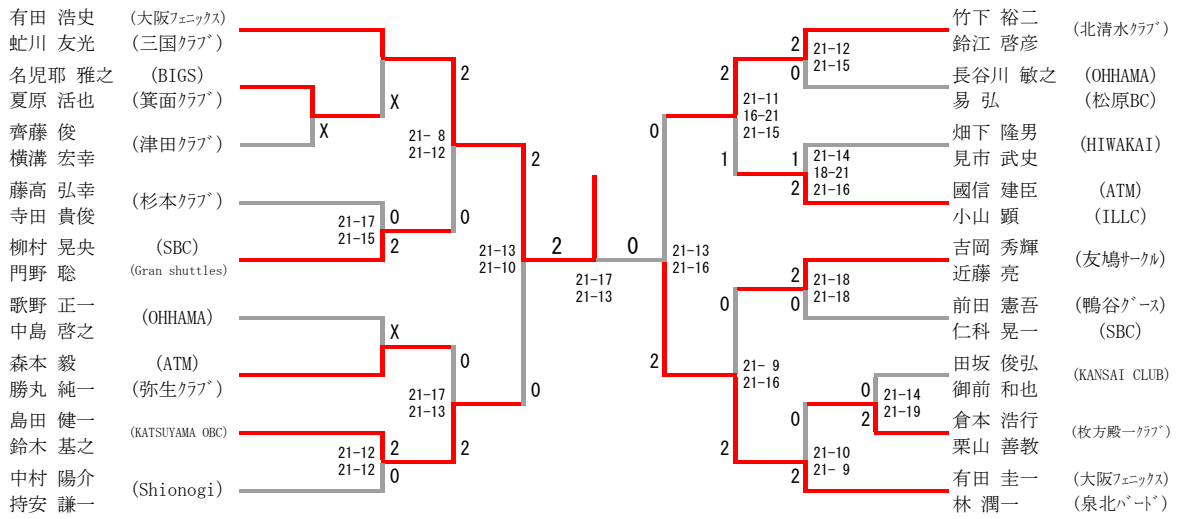 有田 浩史 (大阪ﾌｪﾆｯｸｽ)
虻川 友光 (三国ｸﾗﾌﾞ)
名児耶 雅之 (BIGS)
夏原 活也 (箕面ｸﾗﾌﾞ)
齊藤 俊
横溝 宏幸
(津田ｸﾗﾌﾞ)
藤高 弘幸
寺田 貴俊
(杉本ｸﾗﾌﾞ)
柳村 晃央 (SBC)
門野 聡 (Gran shuttles)
歌野 正一
中島 啓之
(OHHAMA)
森本 毅 (ATM)
勝丸 純一 (弥生ｸﾗﾌﾞ)
島田 健一
鈴木 基之
(KATSUYAMA OBC)
中村 陽介
持安 謙一
(Shionogi)
X
X
21-17
21-15
0
2
X
21-12
21-12
2
0
21- 8
21-12
2
0
21-17
21-13
0
2
21-13
21-10
2
0
2
0
21-17
21-13
21-13
21-16
0
2
21-11
16-21
21-15
2
1
21- 9
21-16
0
2
2
0
21-12
21-15
1
2
21-14
18-21
21-16
2
0
21-18
21-18
0
2
21-10
21- 9
0
2
21-14
21-19
竹下 裕二
鈴江 啓彦
(北清水ｸﾗﾌﾞ)
長谷川 敏之 (OHHAMA)
易 弘 (松原BC)
畑下 隆男
見市 武史
(HIWAKAI)
國信 建臣 (ATM)
小山 顕 (ILLC)
吉岡 秀輝
近藤 亮
(友鳩ｻｰｸﾙ)
前田 憲吾 (鴨谷ｸﾞｰｽ)
仁科 晃一 (SBC)
田坂 俊弘
御前 和也
(KANSAI CLUB)
倉本 浩行
栗山 善教
(枚方殿一ｸﾗﾌﾞ)
有田 圭一 (大阪ﾌｪﾆｯｸｽ)
林 潤一 (泉北ﾊﾞｰﾄﾞ)